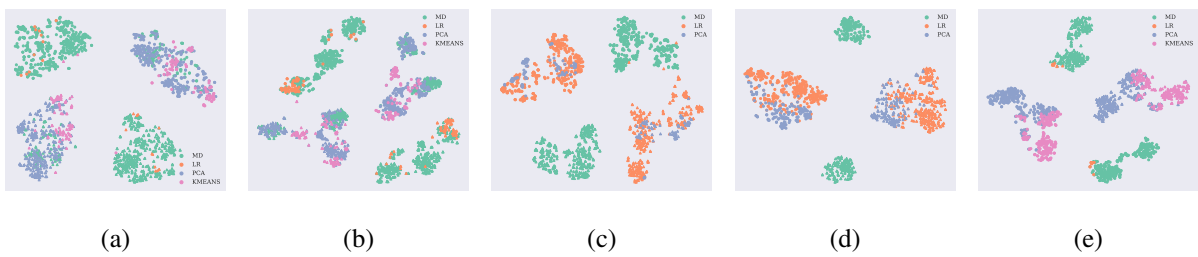 MD
LR
PCA
KMEANS
(a)
MD
LR
PCA
KMEANS
(b)
MD
LR
PCA
(c)
MD
LR
PCA
(d)
MD
LR
PCA
KMEANS
(e)